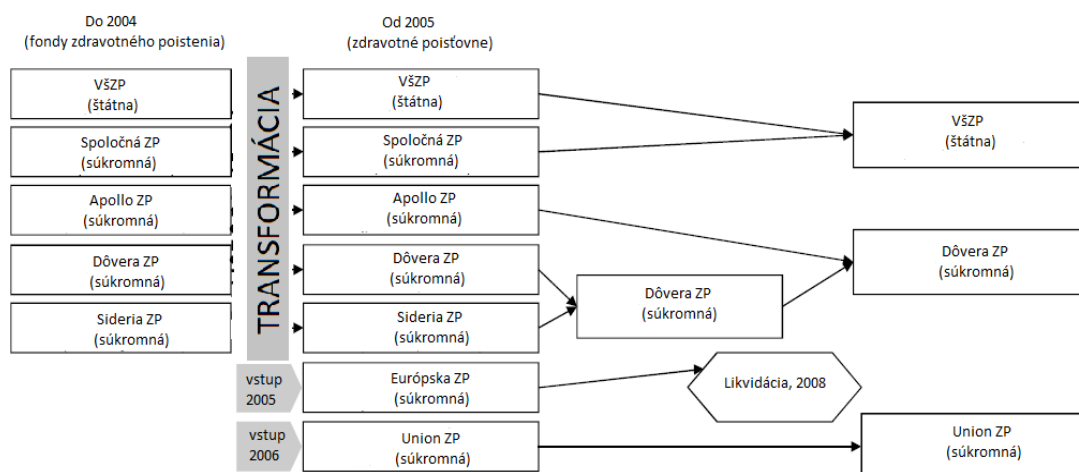 Do 2004
(fondy zdravotného poistenia)
Od 2005
(zdravotné poisťovne)
VšZP
(štátna)
Spoločná ZP
(súkromná)
Apollo ZP
(súkromná)
Dôvera ZP
(súkromná)
Sideria ZP
(súkromná)
TRANSFORMÁCIA
VšZP
(štátna)
Spoločná ZP
(súkromná)
Apollo ZP
(súkromná)
Dôvera ZP
(súkromná)
Sideria ZP
(súkromná)
vstup
2005
Európska ZP
(súkromná)
vstup
2006
Union ZP
(súkromná)
Dôvera ZP
(súkromná)
Likvidácia, 2008
VšZP
(štátna)
Dôvera ZP
(súkromná)
Union ZP
(súkromná)